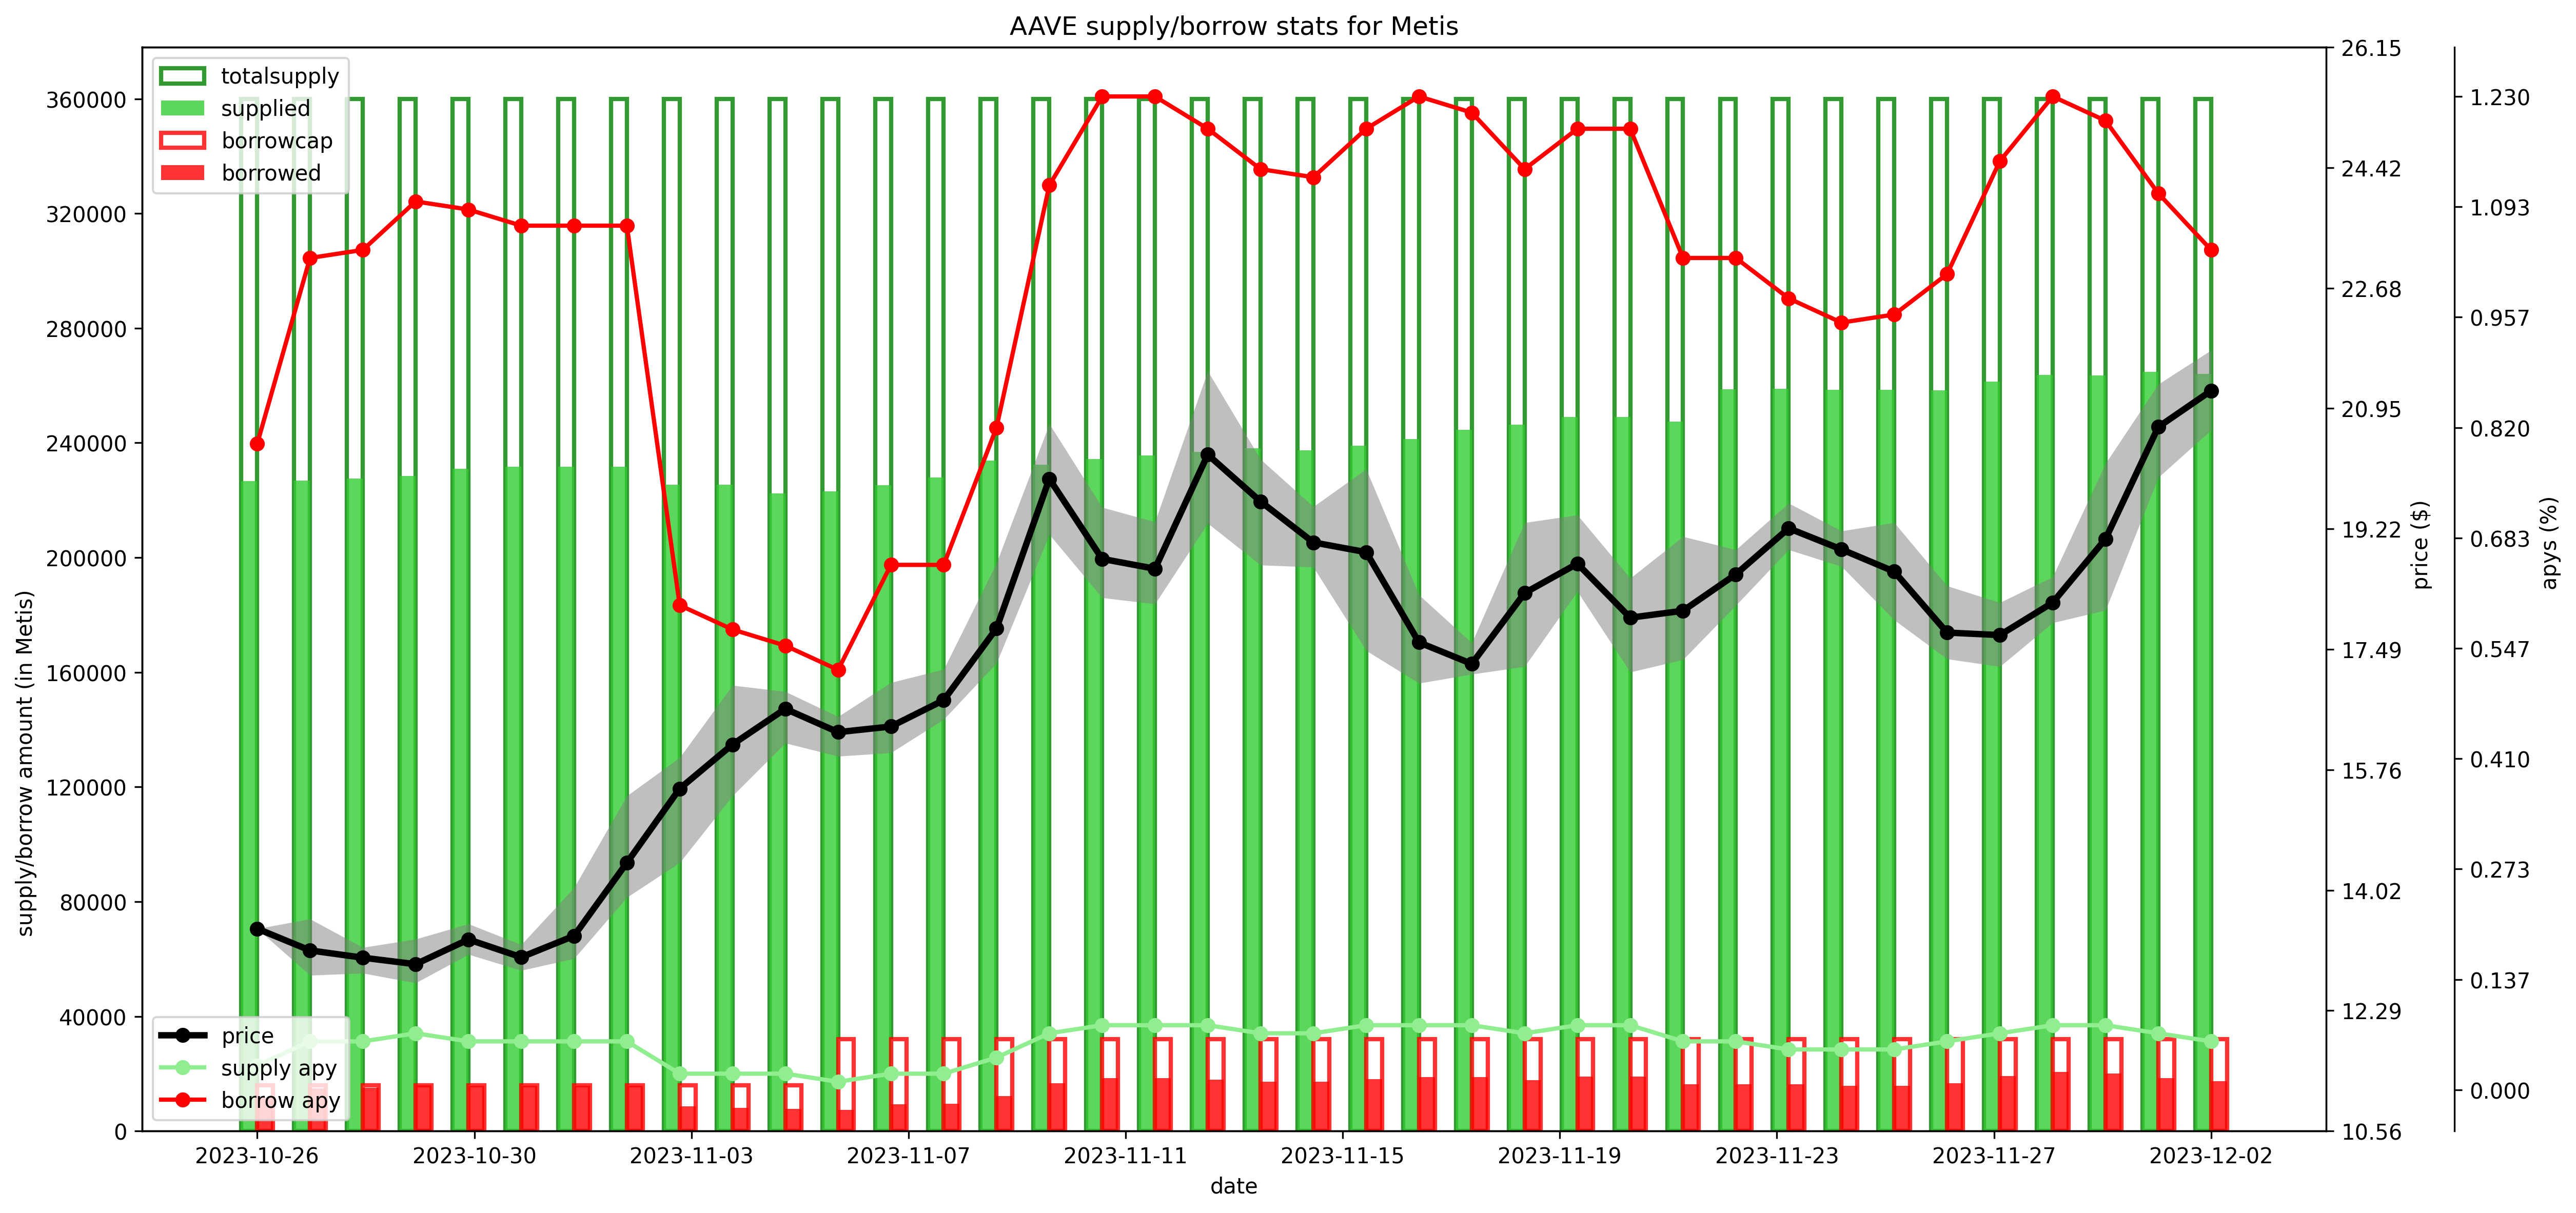 AAVE supply/borrow stats for Metis
totalsupply
supplied
borrowcap
borrowed
price
supply apy
borrow apy
supply/borrow amount (in Metis)
360000
320000
280000
240000
200000
160000
120000
80000
40000
0
26.15
24.42
22.68
20.95
19.22
17.49
15.76
14.02
12.29
10.56
price ($)
1.230
1.093
0.957
0.820
0.683
0.547
0.410
0.273
0.137
0.000
apys (%)
2023-10-26 2023-10-30 2023-11-03 2023-11-07 2023-11-11 2023-11-15 2023-11-19 2023-11-23 2023-11-27 2023-12-02
date